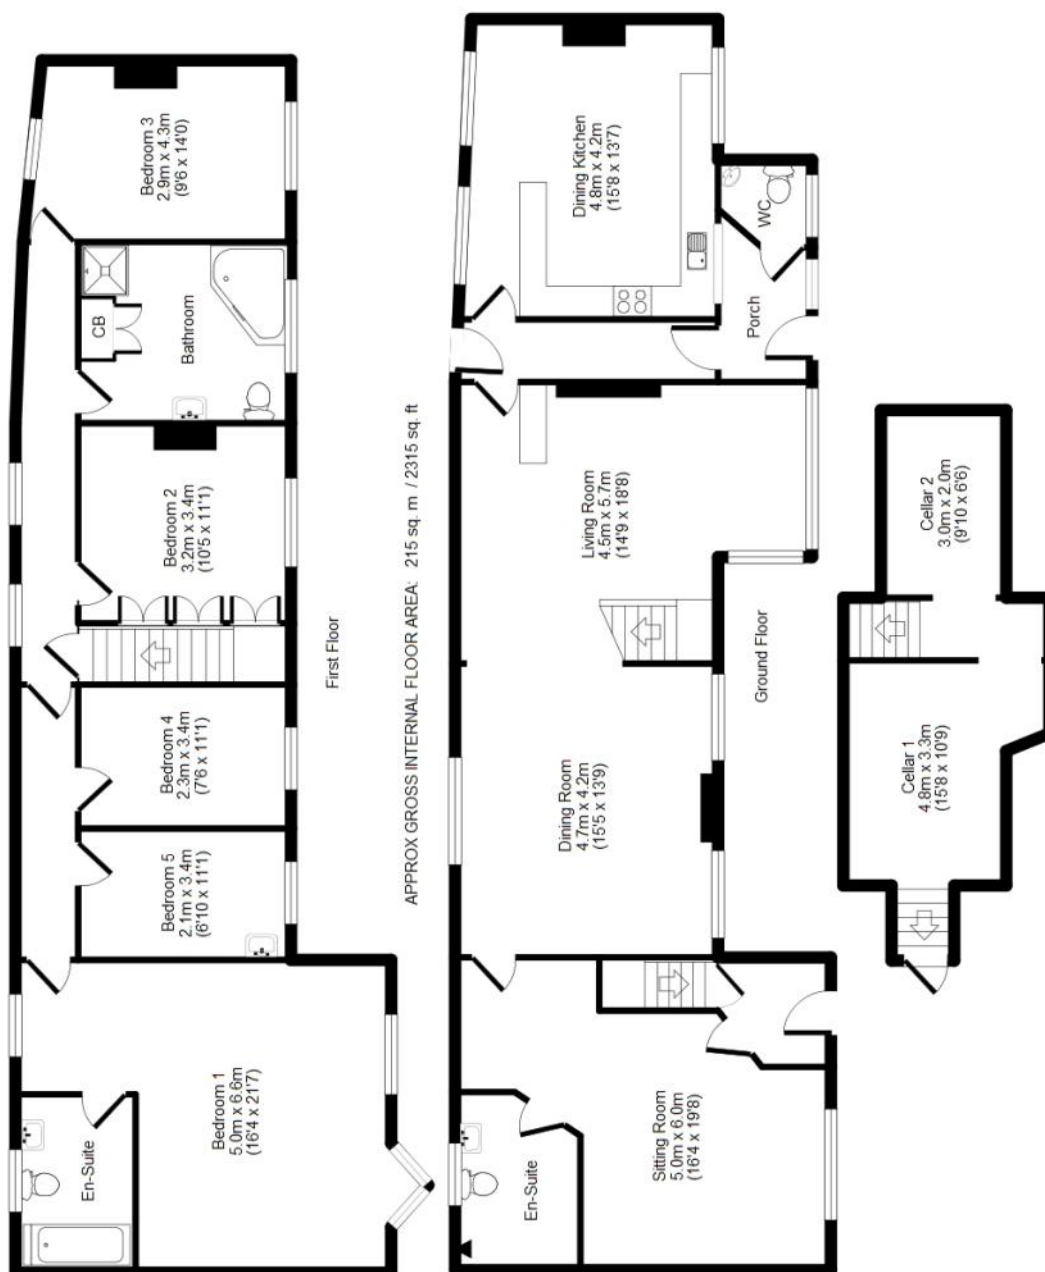 Bedroom 3
2.9m x 4.3m
(9'6 x 14'0)
CB
Bathroom
Bedroom 2
3.2m x 3.4m
(10'5 x 11'1)
Bedroom 4
2.3m x 3.4m
(7'6 x 11'1)
Bedroom 5
2.1m x 3.4m
(6'10 x 11'1)
Bedroom 1
5.0m x 6.6m
(16'4 x 21'7)
En-Suite
First Floor
APPROX GROSS INTERNAL FLOOR AREA: 215 sq. m / 2315 sq. ft
Dining Kitchen
4.8m x 4.2m
(15'8 x 13'7)
WC
Porch
Living Room
4.5m x 5.7m
(14'9 x 18'8)
Dining Room
4.7m x 4.2m
(15'5 x 13'9)
Sitting Room
5.0m x 6.0m
(16'4 x 19'8)
En-Suite
Ground Floor
Cellar 2
3.0m x 2.0m
(9'10 x 6'6)
Cellar 1
4.8m x 3.3m
(15'8 x 10'9)